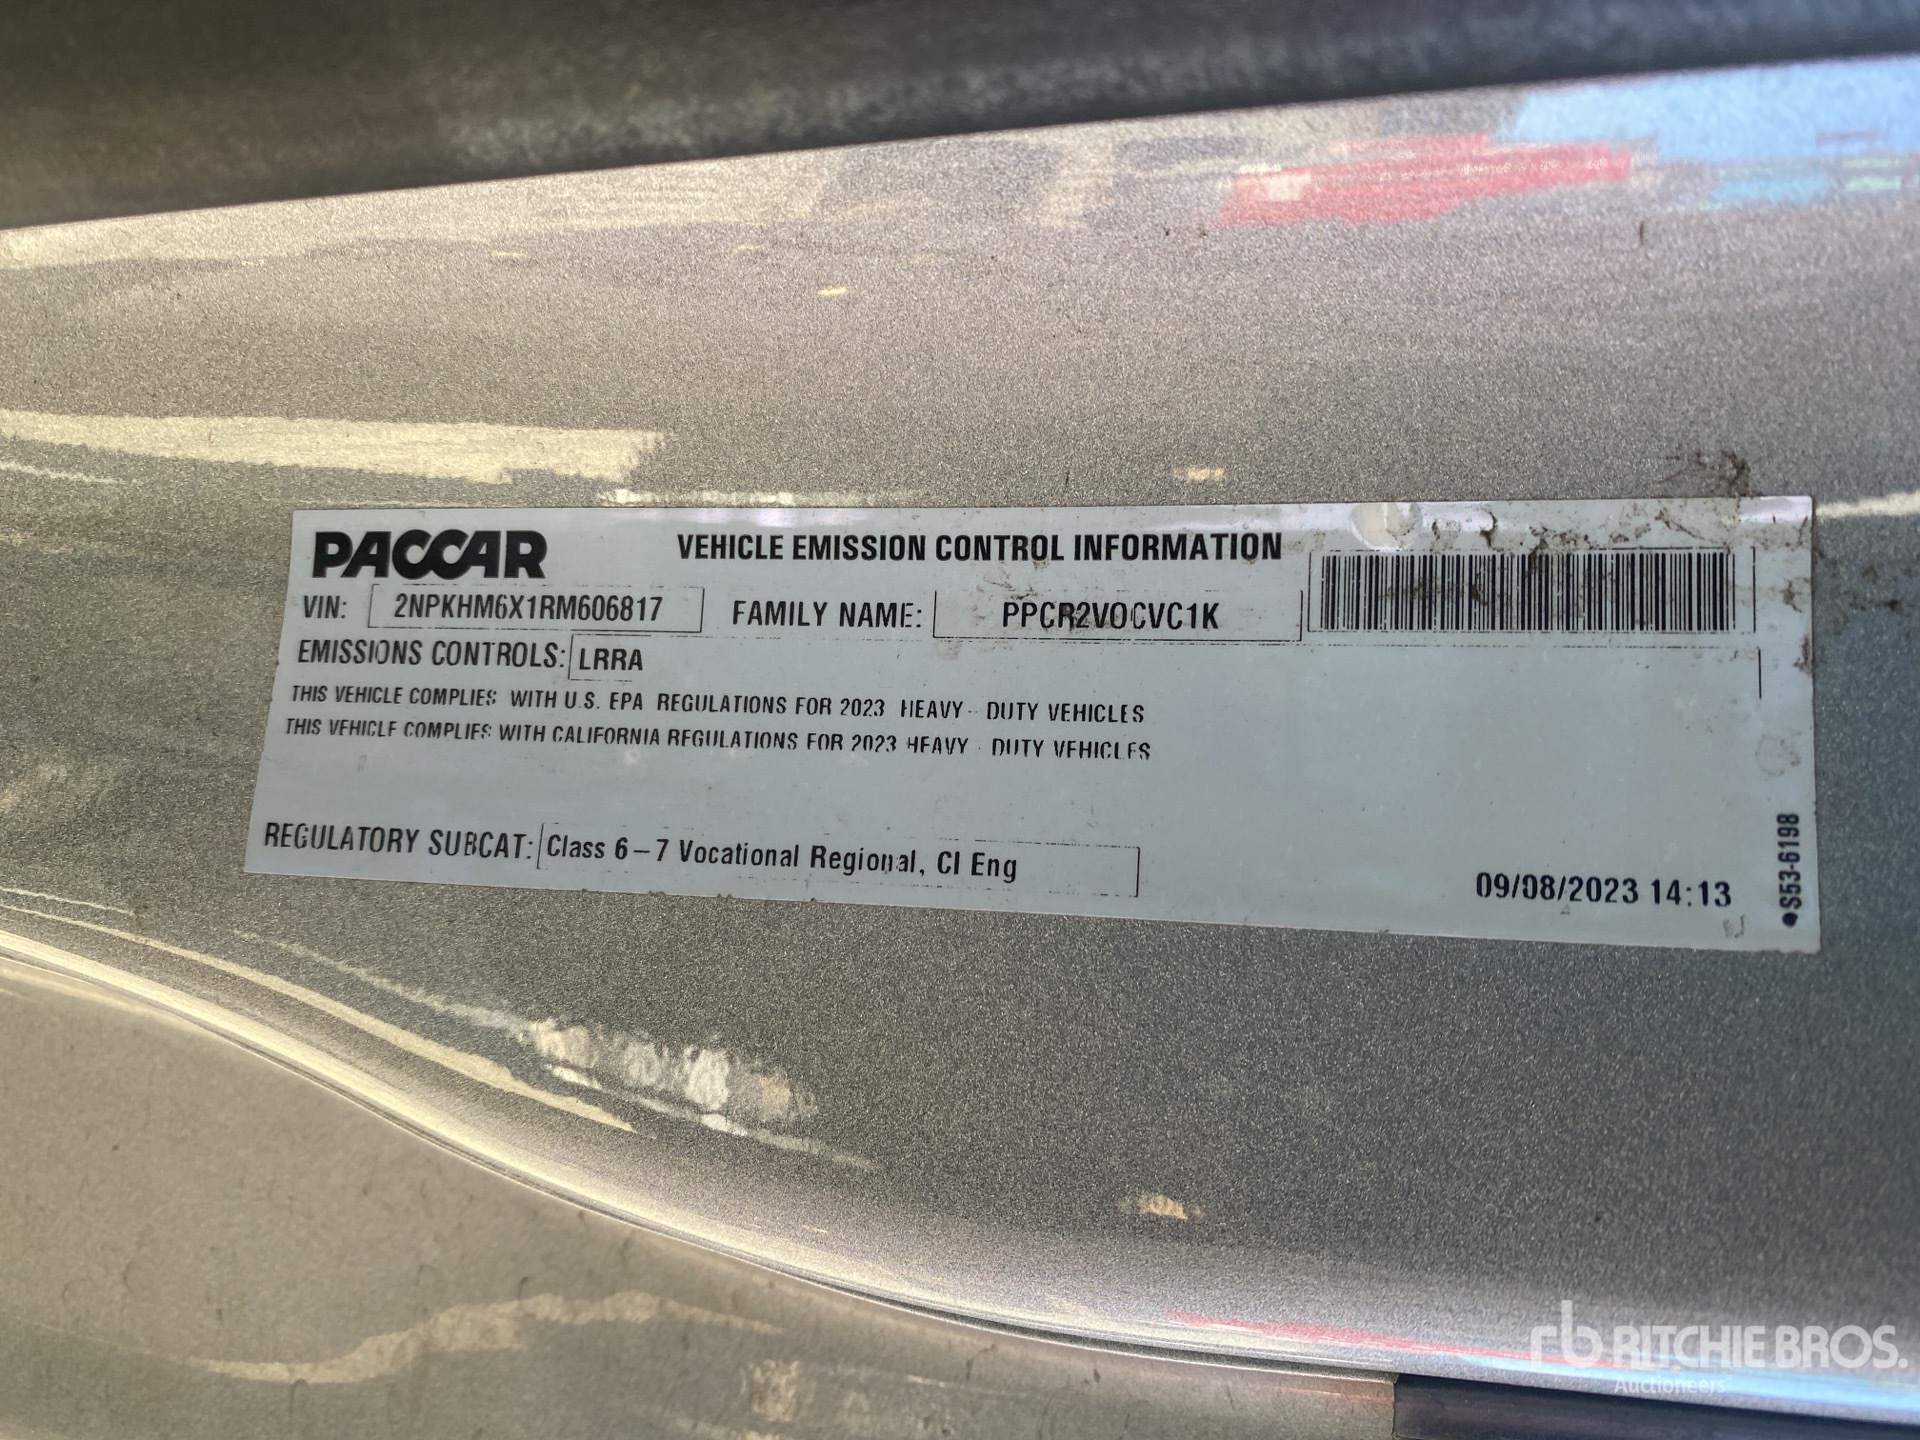 PACCAR VEHICLE EMISSION CONTROL INFORMATION
VIN: 2NPKHM6X1RM606817 FAMILY NAME: PPCR2VOCVC1K
EMISSIONS CONTROLS: LRRA
THIS VEHICLE COMPLIES WITH U.S. EPA REGULATIONS FOR 2023 HEAVY - DUTY VEHICLES
THIS VEHICLE COMPLIES WITH CALIFORNIA REGULATIONS FOR 2023 HEAVY - DUTY VEHICLES
REGULATORY SUBCAT: Class 6-7 Vocational Regional, CI Eng
09/08/2023 14:13
●S53-6198
rb RITCHIE BROS.
Auctioneers